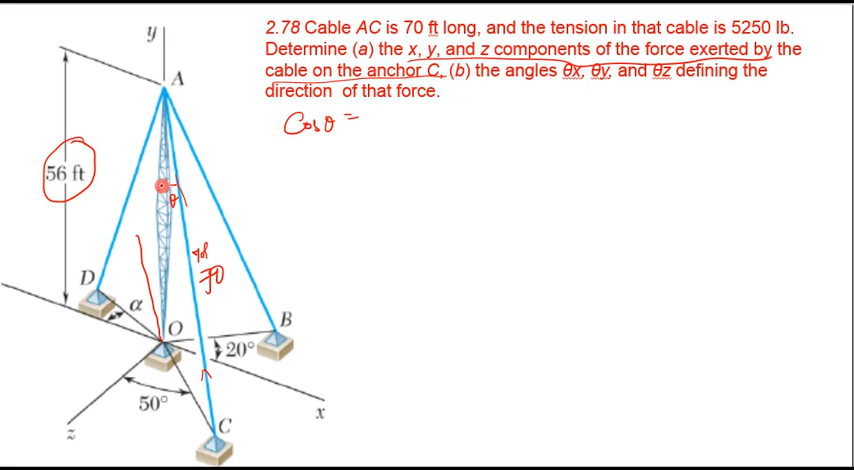 2.78 Cable AC is 70 ft long, and the tension in that cable is 5250 lb.
Determine (a) the x, y, and z components of the force exerted by the
cable on the anchor C, (b) the angles θx, θy, and θz defining the
direction of that force.
Cosθ =
y
A
56 ft
θ
70
D
α
O
B
20°
50°
x
z
C